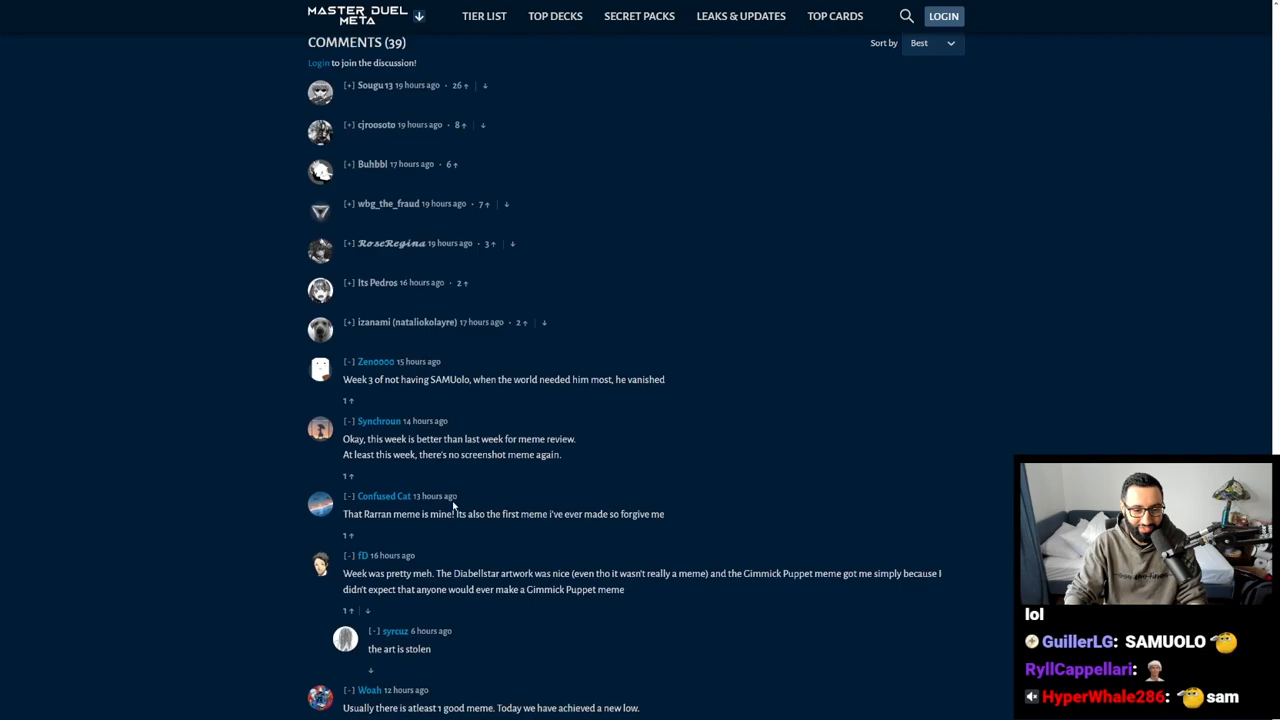 MASTER DUEL
META
TIER LIST
TOP DECKS
SECRET PACKS
LEAKS & UPDATES
TOP CARDS
LOGIN
COMMENTS (39)
Sort by
Best
Login to join the discussion!
[+] Sougu13 19 hours ago · 26 ↑ | ↓
[+] cjroosoto 19 hours ago · 8 ↑ | ↓
[+] Buhbbl 17 hours ago · 6 ↑
[+] wbg_the_fraud 19 hours ago · 7 ↑ | ↓
[+] 𝓡𝓸𝓼𝓮𝓡𝓮𝓰𝓲𝓷𝓪 19 hours ago · 3 ↑ | ↓
[+] Its Pedros 16 hours ago · 2 ↑
[+] izanami (nataliokolayre) 17 hours ago · 2 ↑ | ↓
[-] Zenoooo 15 hours ago
Week 3 of not having SAMUolo, when the world needed him most, he vanished
1 ↑
[-] Synchroun 14 hours ago
Okay, this week is better than last week for meme review.
At least this week, there's no screenshot meme again.
1 ↑
[-] Confused Cat 13 hours ago
That Rarran meme is mine! Its also the first meme i've ever made so forgive me
1 ↑
[-] fD 16 hours ago
Week was pretty meh. The Diabellstar artwork was nice (even tho it wasn't really a meme) and the Gimmick Puppet meme got me simply because I
didn't expect that anyone would ever make a Gimmick Puppet meme
1 ↑ | ↓
[-] syrcuz 6 hours ago
the art is stolen
↓
[-] Woah 12 hours ago
Usually there is atleast 1 good meme. Today we have achieved a new low.
lol
GuillerLG: SAMUOLO
RyllCappellari:
HyperWhale286: sam